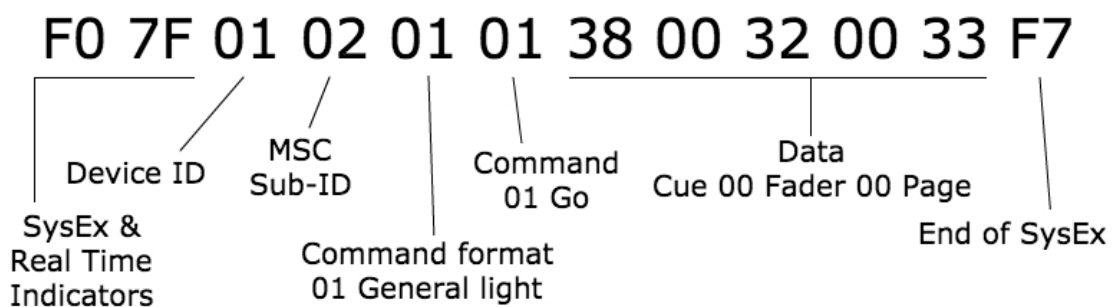 F0 7F 01 02 01 01 38 00 32 00 33 F7
Device ID
MSC
Sub-ID
Command
01 Go
Data
Cue 00 Fader 00 Page
SysEx &
Real Time
Indicators
Command format
01 General light
End of SysEx